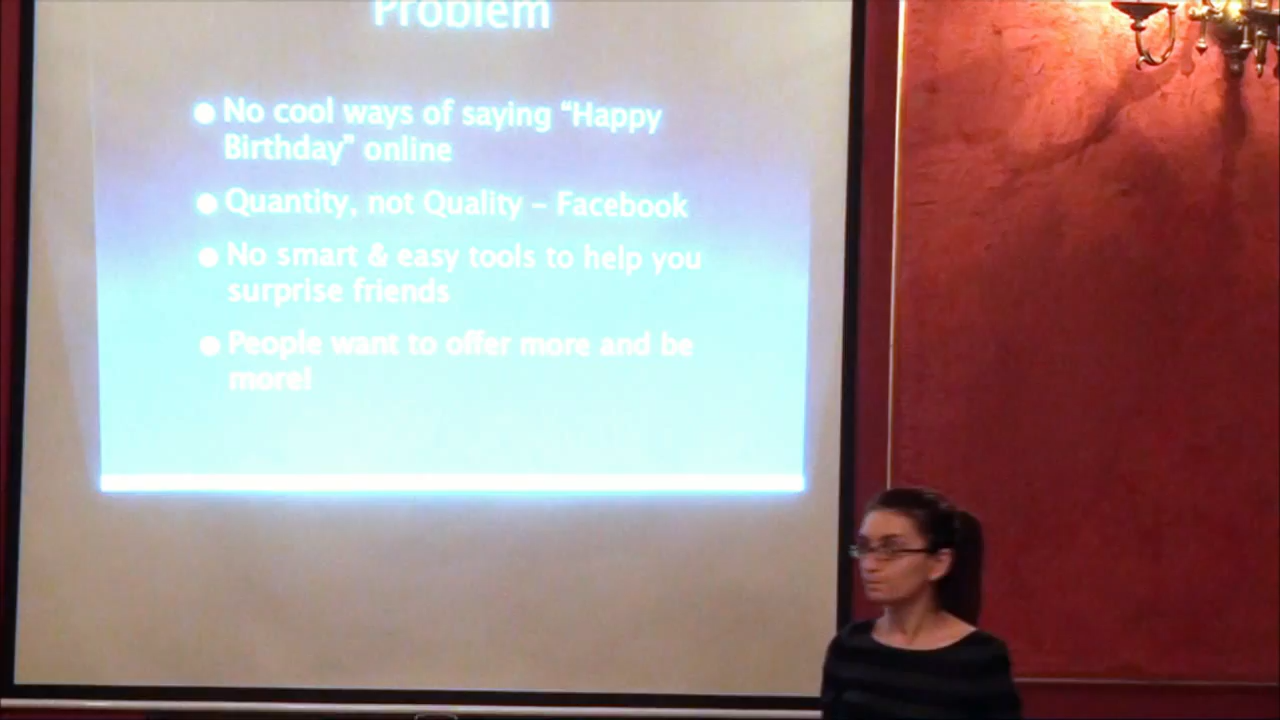 Problem
● No cool ways of saying “Happy
Birthday” online
● Quantity, not Quality – Facebook
● No smart & easy tools to help you
surprise friends
● People want to offer more and be
more!